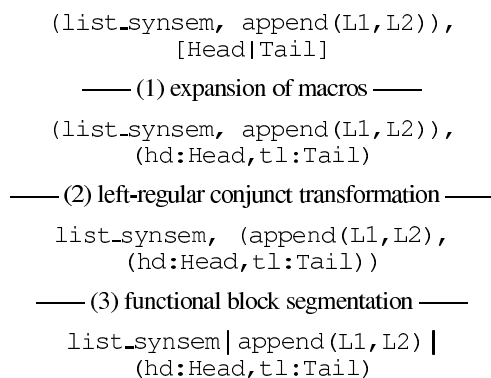 (list_synsem, append(L1,L2)),
[Head|Tail]
(1) expansion of macros
(list_synsem, append(L1,L2)),
(hd:Head,tl:Tail)
(2) left-regular conjunct transformation
list_synsem, (append(L1,L2),
(hd:Head,tl:Tail))
(3) functional block segmentation
list_synsem|append(L1,L2)|
(hd:Head,tl:Tail)